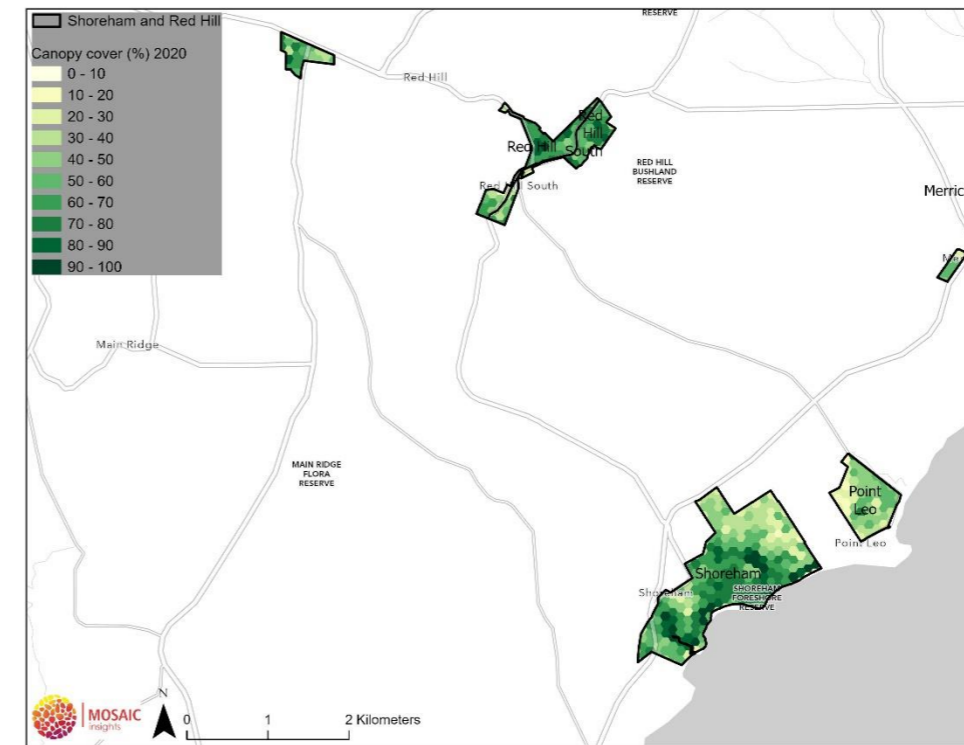 Shoreham and Red Hill
Canopy cover (%) 2020
0 - 10
10 - 20
20 - 30
30 - 40
40 - 50
50 - 60
60 - 70
70 - 80
80 - 90
90 - 100
RESERVE
Red Hill
Red
Hill
South
Red Hill
RED HILL
BUSHLAND
RESERVE
Merric
Main Ridge
MAIN RIDGE
FLORA
RESERVE
Point
Leo
Point Leo
Shoreham
SHOREHAM
FORESHORE
RESERVE
MOSAIC
insights
N
0 1 2 Kilometers